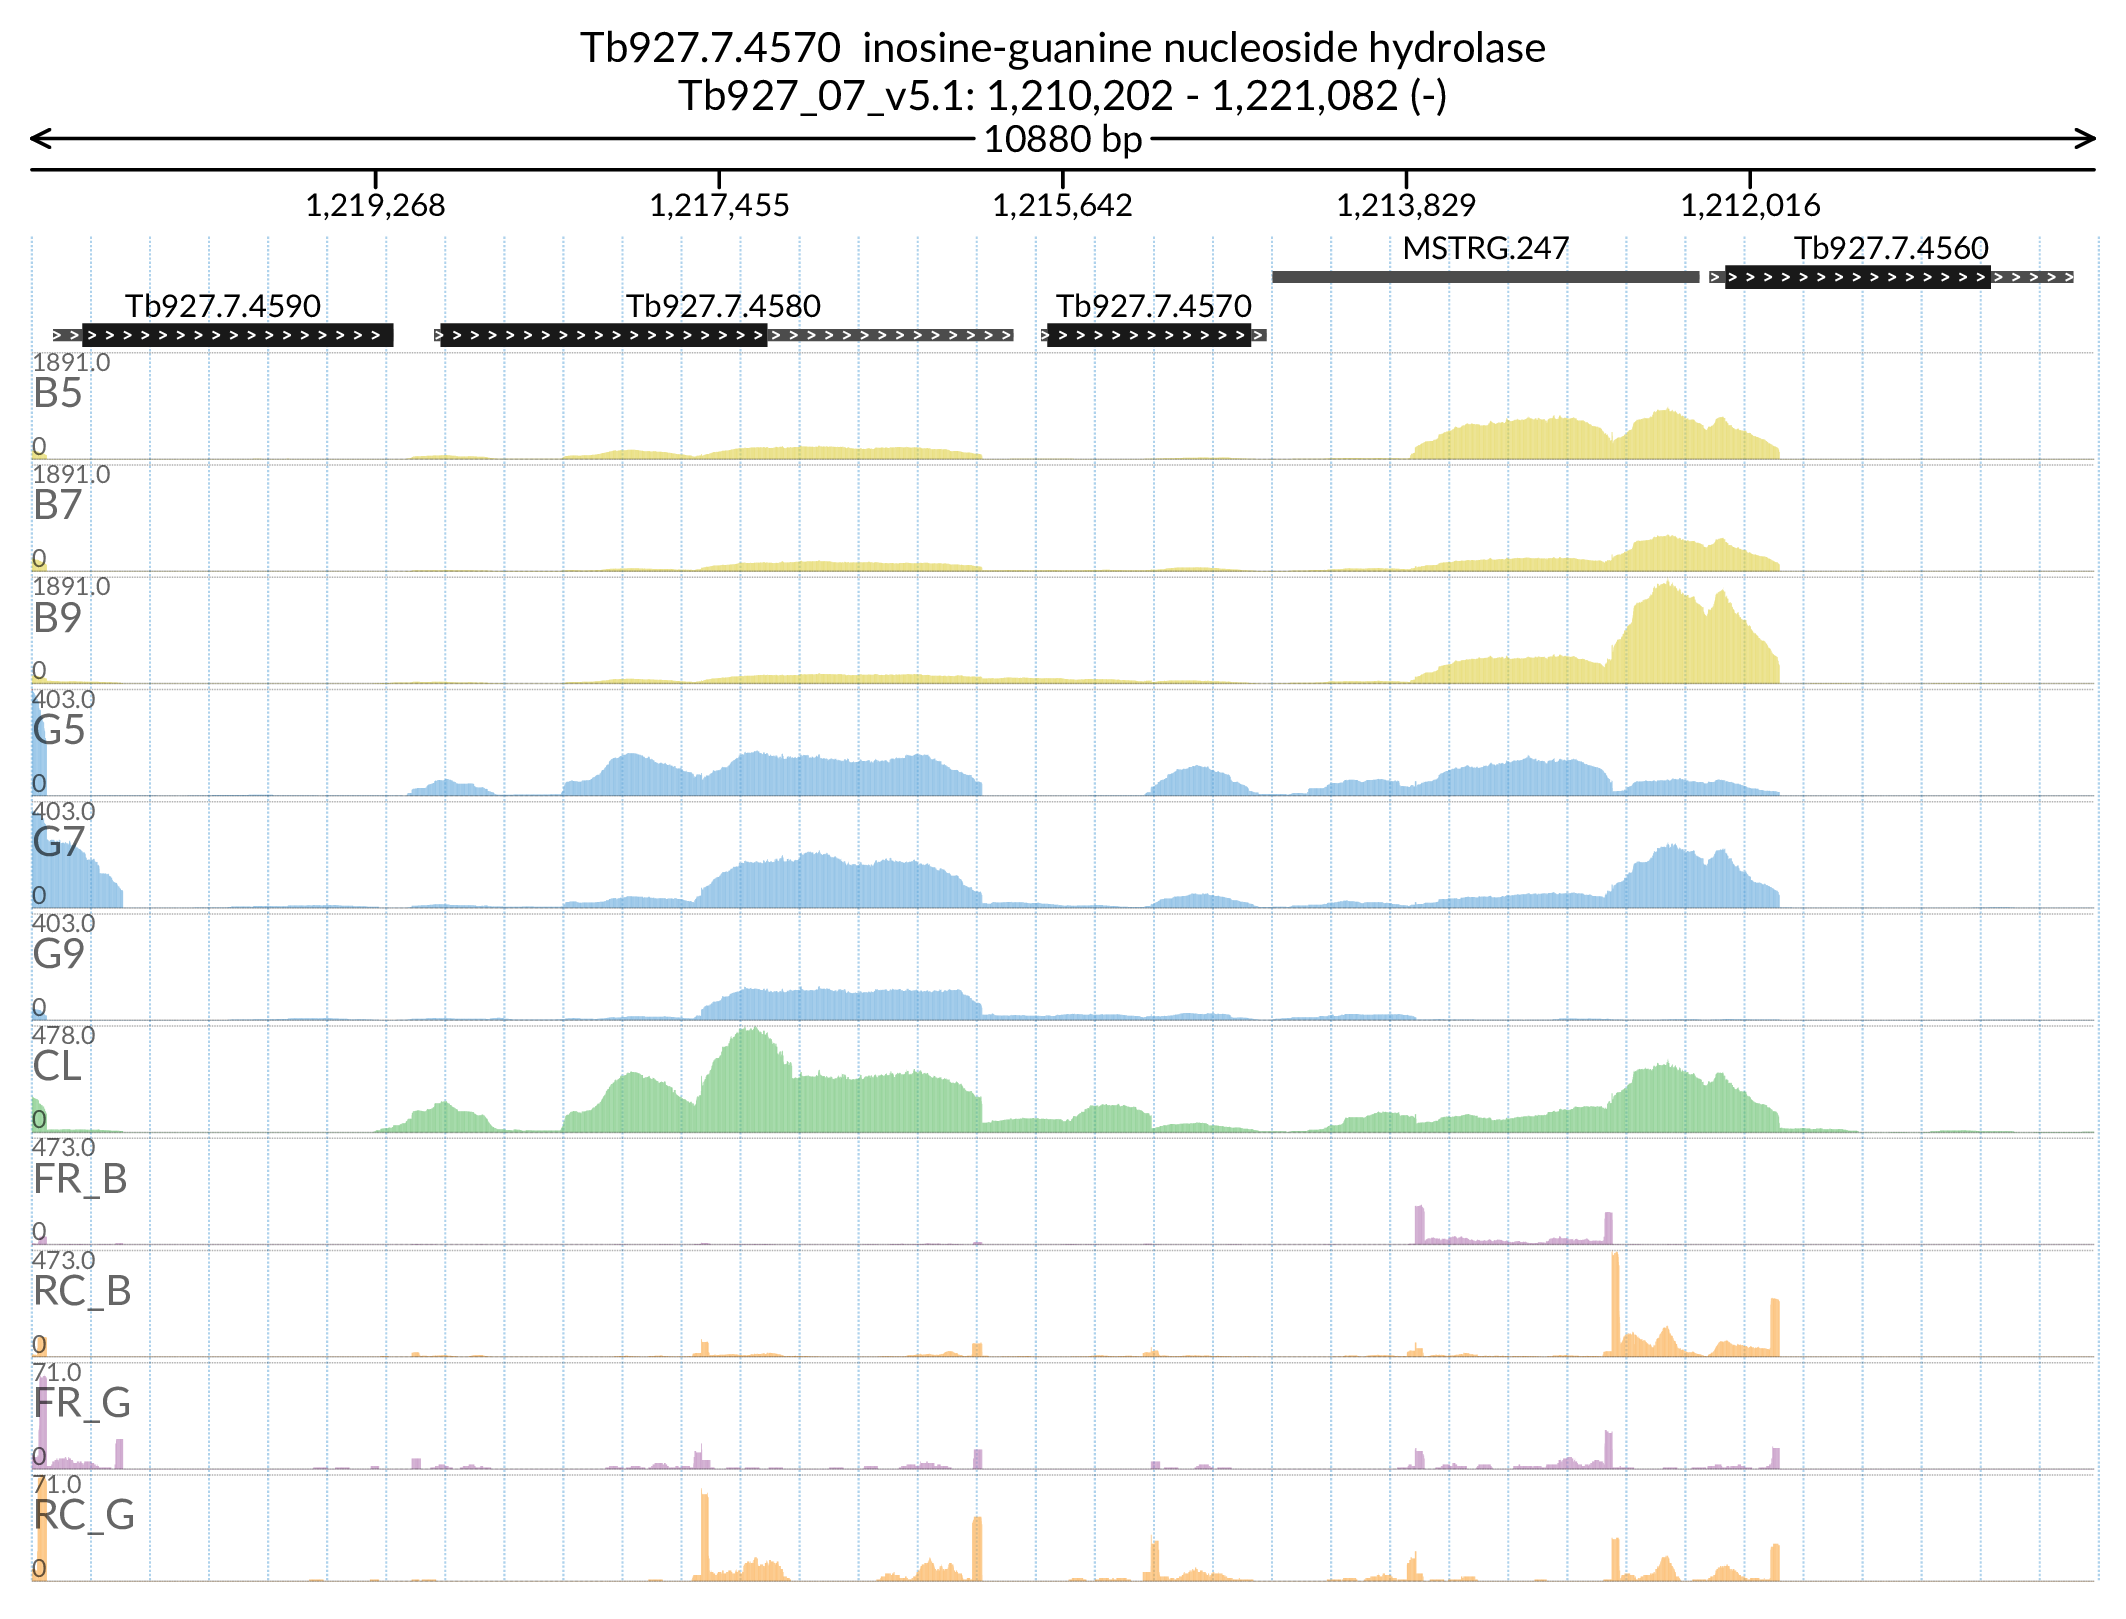 Tb927.7.4570 inosine-guanine nucleoside hydrolase
Tb927_07_v5.1: 1,210,202 - 1,221,082 (-)
10880 bp
1,219,268 1,217,455 1,215,642 1,213,829 1,212,016
MSTRG.247 Tb927.7.4560
Tb927.7.4590 Tb927.7.4580 Tb927.7.4570
1891.0
B5
0
1891.0
B7
0
1891.0
B9
0
403.0
G5
0
403.0
G7
0
403.0
G9
0
478.0
CL
0
473.0
FR_B
0
473.0
RC_B
0
71.0
FR_G
0
71.0
RC_G
0